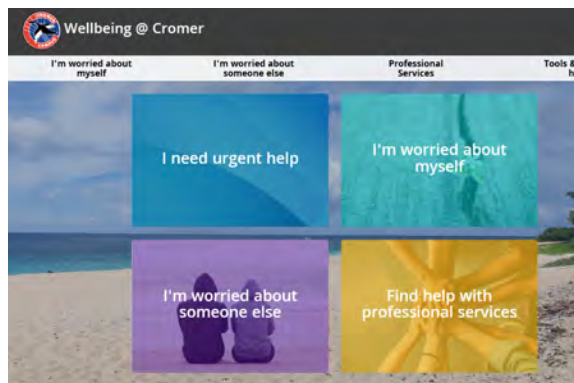 Wellbeing @ Cromer
I'm worried about
myself
I'm worried about
someone else
Professional
Services
Tools &
I need urgent help
I'm worried about
myself
I'm worried about
someone else
Find help with
professional services